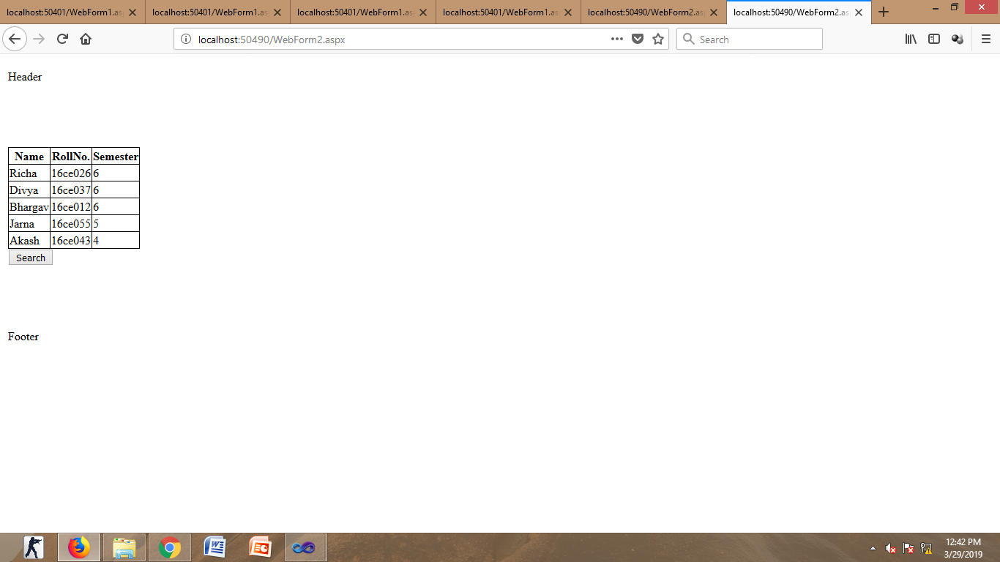 localhost:50401/WebForm1.as localhost:50401/WebForm1.as localhost:50401/WebForm1.as localhost:50401/WebForm1.as localhost:50490/WebForm2.as localhost:50490/WebForm2.as
localhost:50490/WebForm2.aspx Search
Header
Name RollNo. Semester
Richa 16ce026 6
Divya 16ce037 6
Bhargav 16ce012 6
Jarna 16ce055 5
Akash 16ce043 4
Search
Footer
12:42 PM
3/29/2019